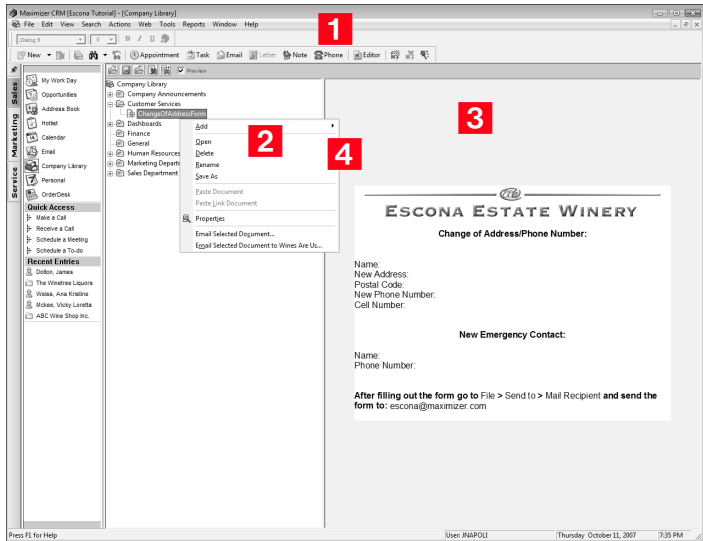 Maximizer CRM [Escona Tutorial] - [Company Library]
File Edit View Search Actions Web Tools Reports Window Help
1
Dialog 9
New Appointment Task Email Letter Note Phone Editor
Preview
Sales
Marketing
Service
My Work Day
Opportunities
Address Book
Hotlist
Calendar
Email
Company Library
Personal
OrderDesk
Quick Access
Make a Call
Receive a Call
Schedule a Meeting
Schedule a To-do
Recent Entries
Dolton, James
The Winetree Liquors
Weiss, Ana Kristine
Mckee, Vicky Loretta
ABC Wine Shop Inc.
Company Library
Company Announcements
Customer Services
ChangeOfAddressForm
Dashboards
Finance
General
Human Resources
Marketing Departm
Sales Department
2
Add
Open
Delete
Rename
Save As
Paste Document
Paste Link Document
Properties
Email Selected Document...
Email Selected Document to Wines Are Us...
4
3
ESCONA ESTATE WINERY
Change of Address/Phone Number:
Name:
New Address:
Postal Code:
New Phone Number:
Cell Number:
New Emergency Contact:
Name:
Phone Number:
After filling out the form go to File > Send to > Mail Recipient and send the
form to: escona@maximizer.com
Press F1 for Help
User: JNAPOLI
Thursday October 11, 2007
7:35 PM